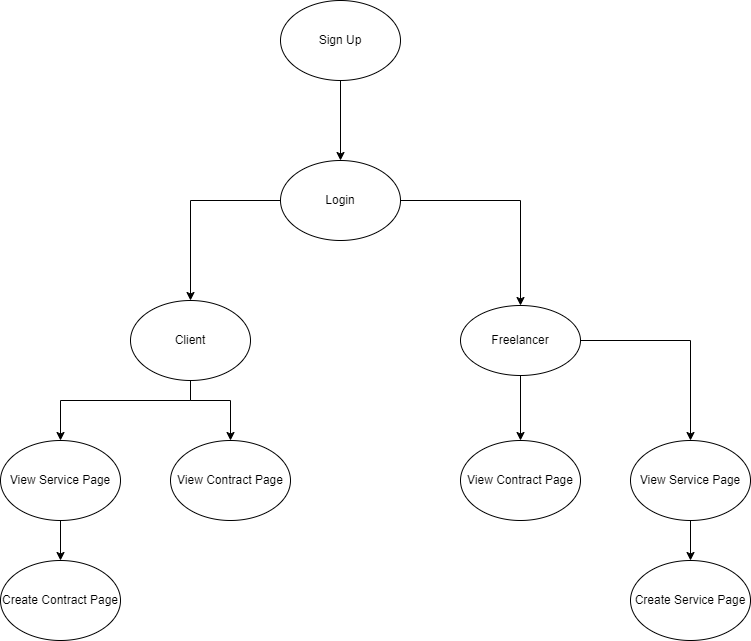 Sign Up
Login
Client
Freelancer
View Service Page
View Contract Page
View Contract Page
View Service Page
Create Contract Page
Create Service Page